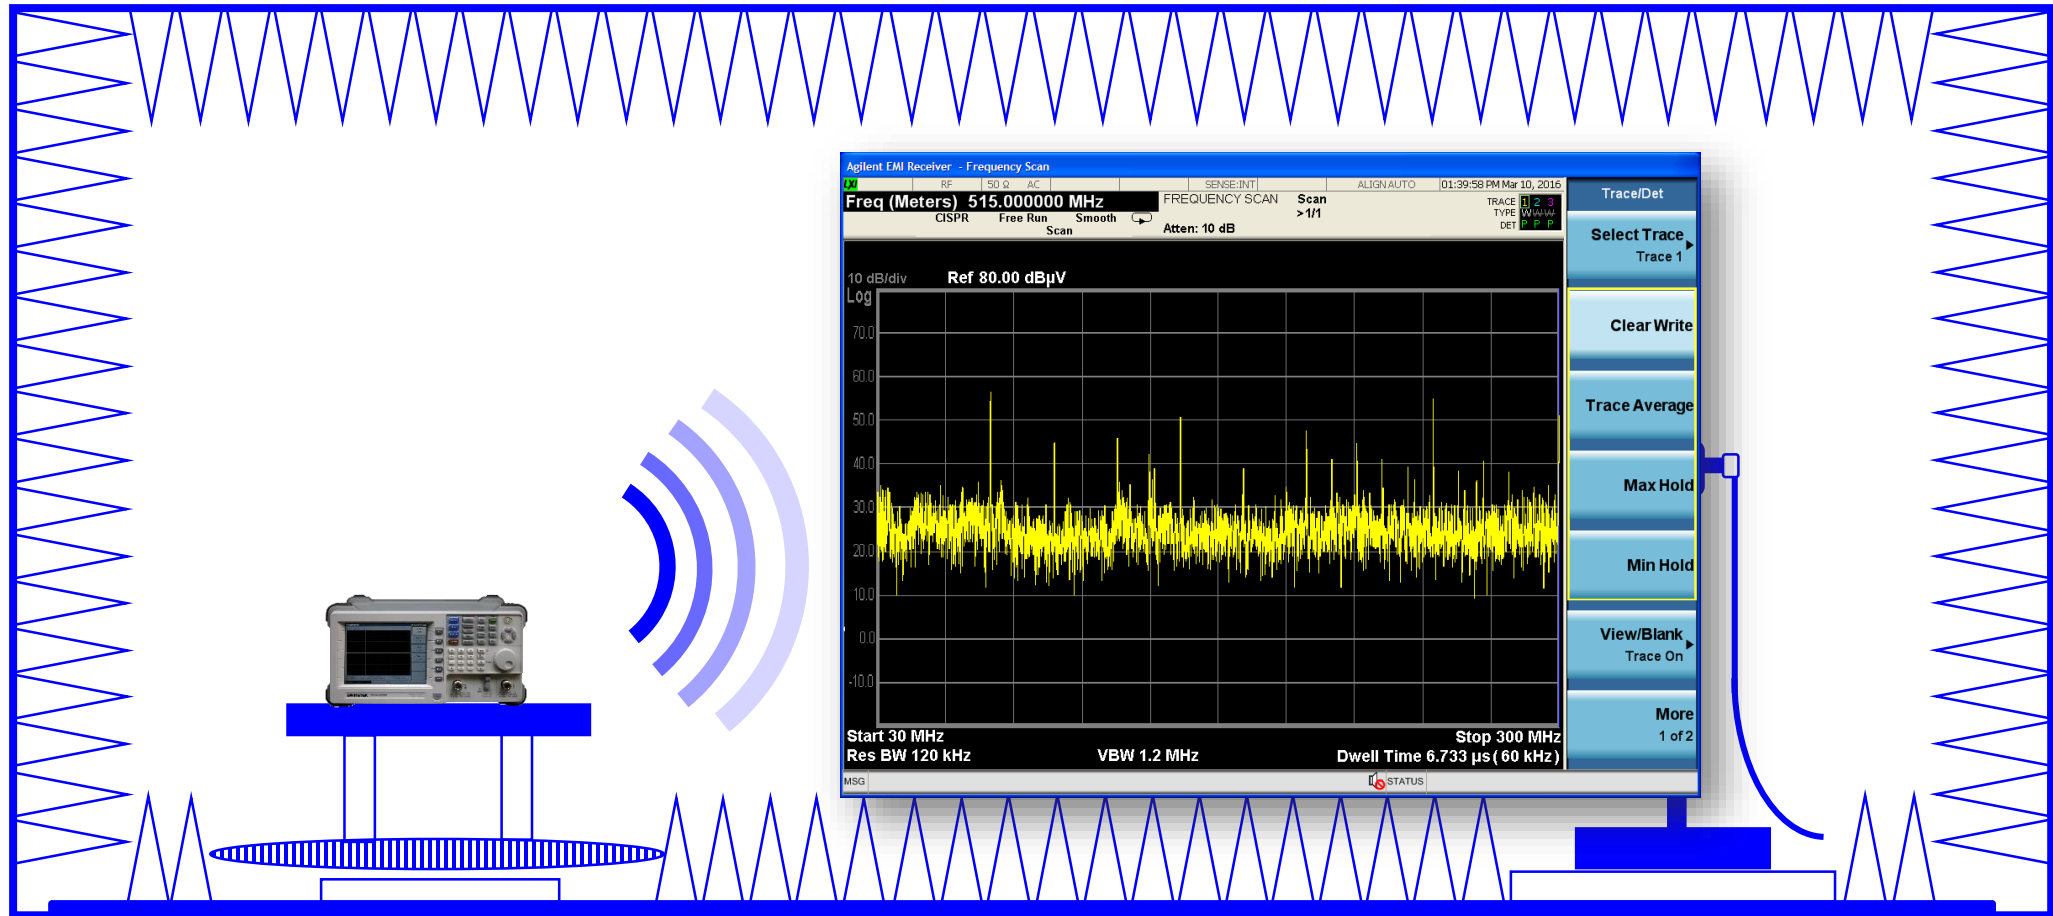 Agilent EMI Receiver - Frequency Scan
LXI RF 50 Ω AC SENSE:INT ALIGN AUTO 01:39:58 PM Mar 10, 2016
Freq (Meters) 515.000000 MHz
FREQUENCY SCAN
Scan
>1/1
TRACE 1 2 3
TYPE W W W
DET P P P
CISPR Free Run Smooth
Scan
Atten: 10 dB
10 dB/div Ref 80.00 dBµV
Log
70.0
60.0
50.0
40.0
30.0
20.0
10.0
0.0
-10.0
Start 30 MHz Stop 300 MHz
Res BW 120 kHz VBW 1.2 MHz Dwell Time 6.733 µs (60 kHz)
MSG STATUS
Trace/Det
Select Trace
Trace 1
Clear Write
Trace Average
Max Hold
Min Hold
View/Blank
Trace On
More
1 of 2